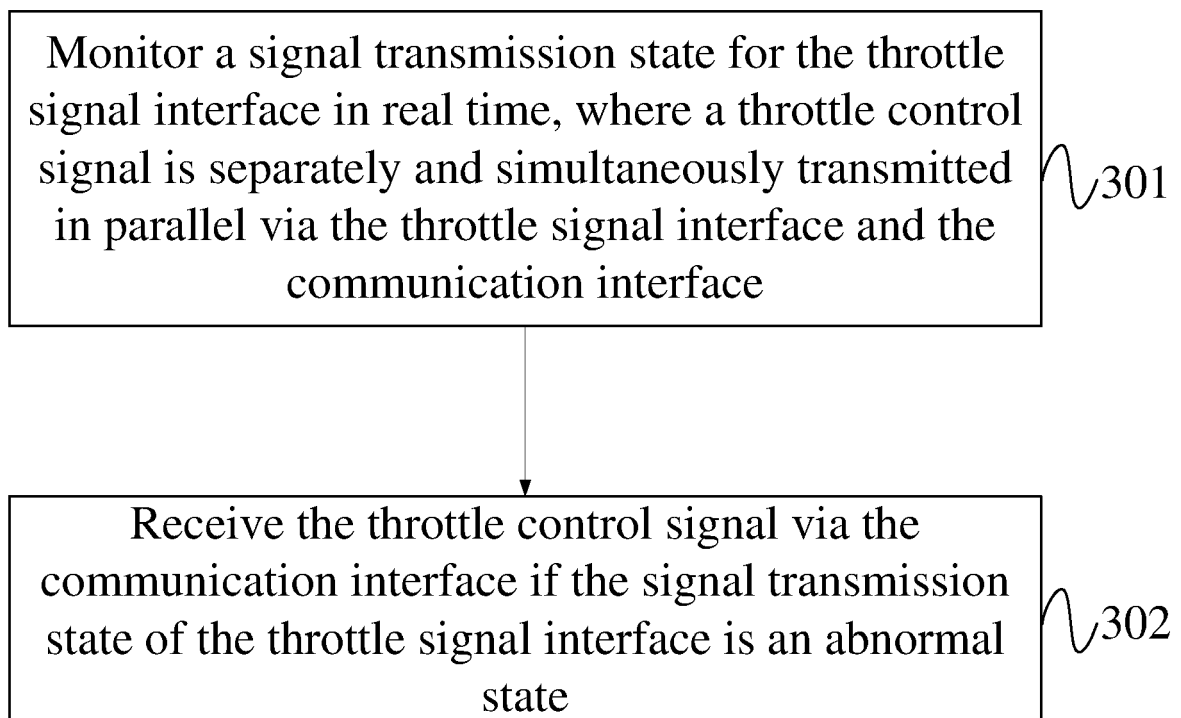 Monitor a signal transmission state for the throttle
signal interface in real time, where a throttle control
signal is separately and simultaneously transmitted
in parallel via the throttle signal interface and the
communication interface
301
Receive the throttle control signal via the
communication interface if the signal transmission
state of the throttle signal interface is an abnormal
state
302